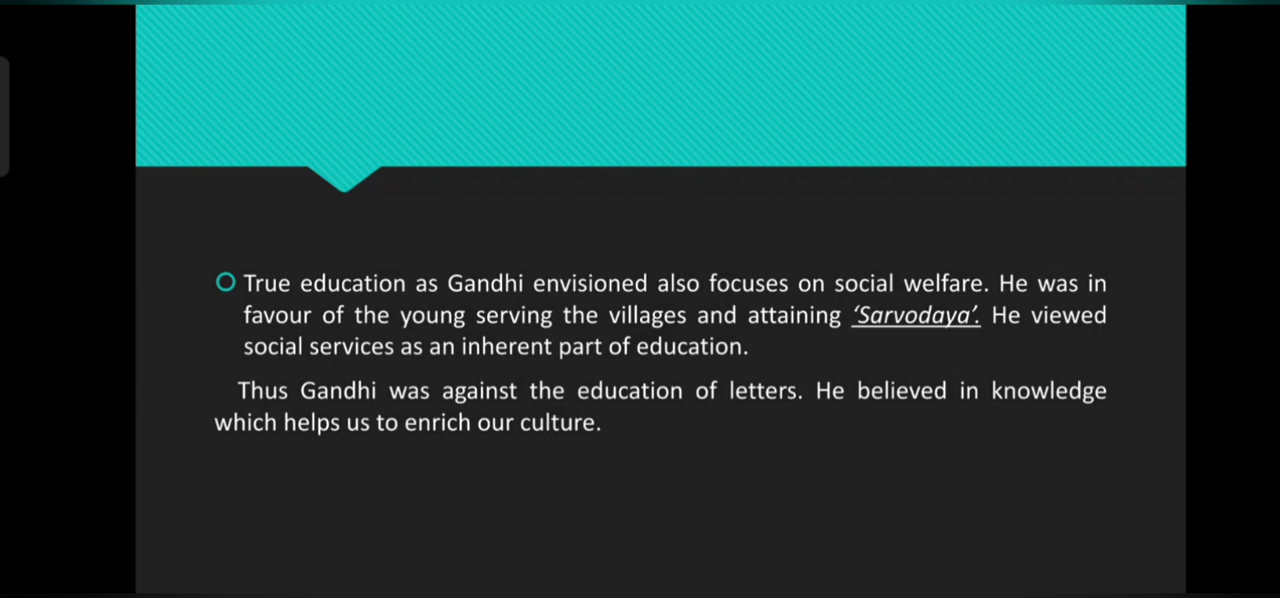 True education as Gandhi envisioned also focuses on social welfare. He was in
favour of the young serving the villages and attaining ‘Sarvodaya’. He viewed
social services as an inherent part of education.
Thus Gandhi was against the education of letters. He believed in knowledge
which helps us to enrich our culture.